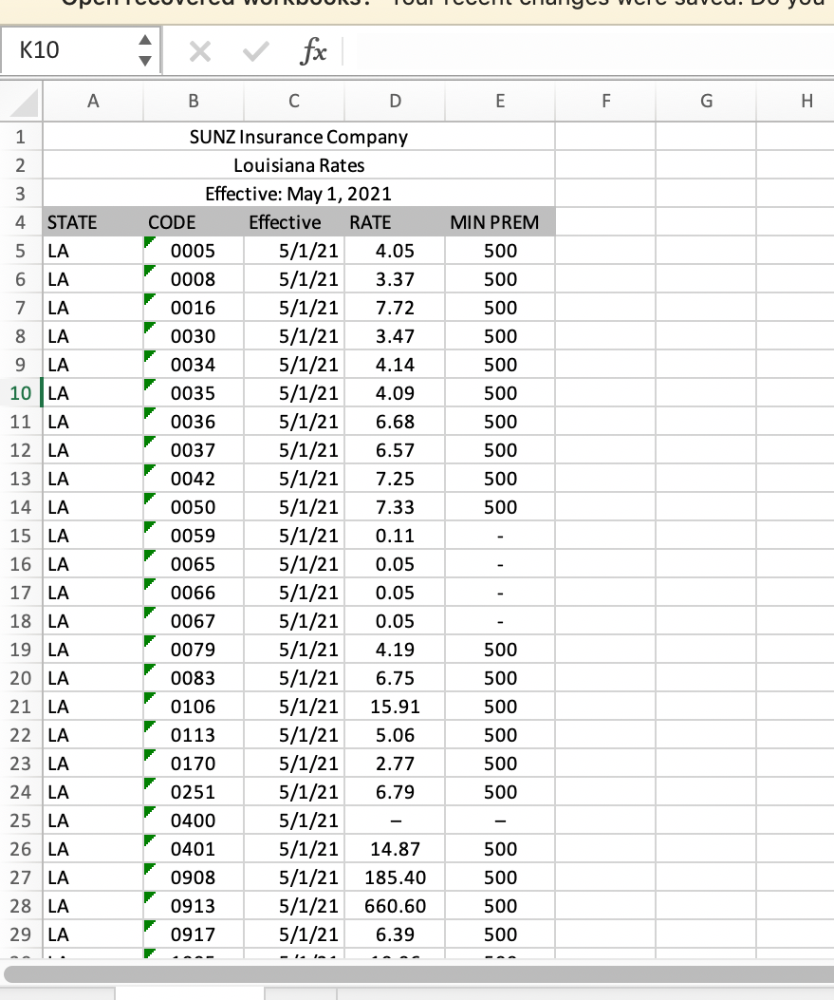 Open recovered workbooks? Your recent changes were saved. Do you
K10 fx
A B C D E F G H
1 SUNZ Insurance Company
2 Louisiana Rates
3 Effective: May 1, 2021
4 STATE CODE Effective RATE MIN PREM
5 LA 0005 5/1/21 4.05 500
6 LA 0008 5/1/21 3.37 500
7 LA 0016 5/1/21 7.72 500
8 LA 0030 5/1/21 3.47 500
9 LA 0034 5/1/21 4.14 500
10 LA 0035 5/1/21 4.09 500
11 LA 0036 5/1/21 6.68 500
12 LA 0037 5/1/21 6.57 500
13 LA 0042 5/1/21 7.25 500
14 LA 0050 5/1/21 7.33 500
15 LA 0059 5/1/21 0.11 -
16 LA 0065 5/1/21 0.05 -
17 LA 0066 5/1/21 0.05 -
18 LA 0067 5/1/21 0.05 -
19 LA 0079 5/1/21 4.19 500
20 LA 0083 5/1/21 6.75 500
21 LA 0106 5/1/21 15.91 500
22 LA 0113 5/1/21 5.06 500
23 LA 0170 5/1/21 2.77 500
24 LA 0251 5/1/21 6.79 500
25 LA 0400 5/1/21 – –
26 LA 0401 5/1/21 14.87 500
27 LA 0908 5/1/21 185.40 500
28 LA 0913 5/1/21 660.60 500
29 LA 0917 5/1/21 6.39 500